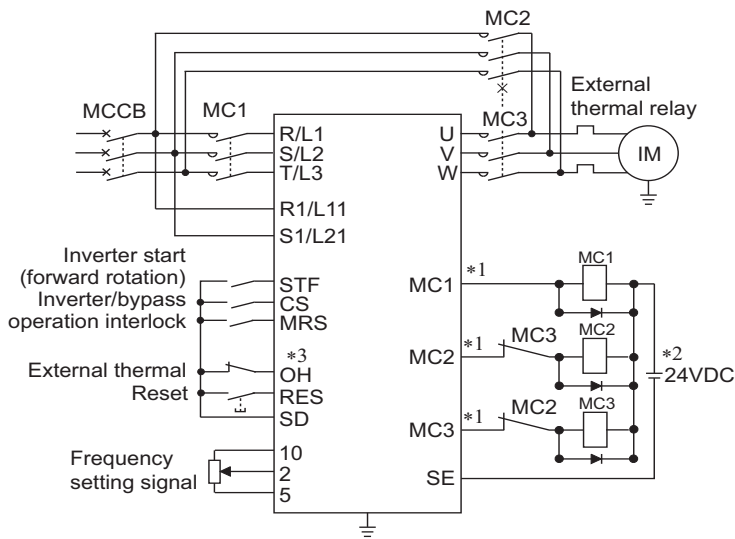 MC2
MCCB
MC1
MC3
External
thermal relay
R/L1
S/L2
T/L3
R1/L11
S1/L21
U
V
W
IM
Inverter start
(forward rotation)
Inverter/bypass
operation interlock
External thermal
Reset
STF
CS
MRS
*3
OH
RES
SD
Frequency
setting signal
10
2
5
MC1
*1
MC1
MC2
*1
MC3
MC2
MC3
*1
MC2
MC3
*2
24VDC
SE